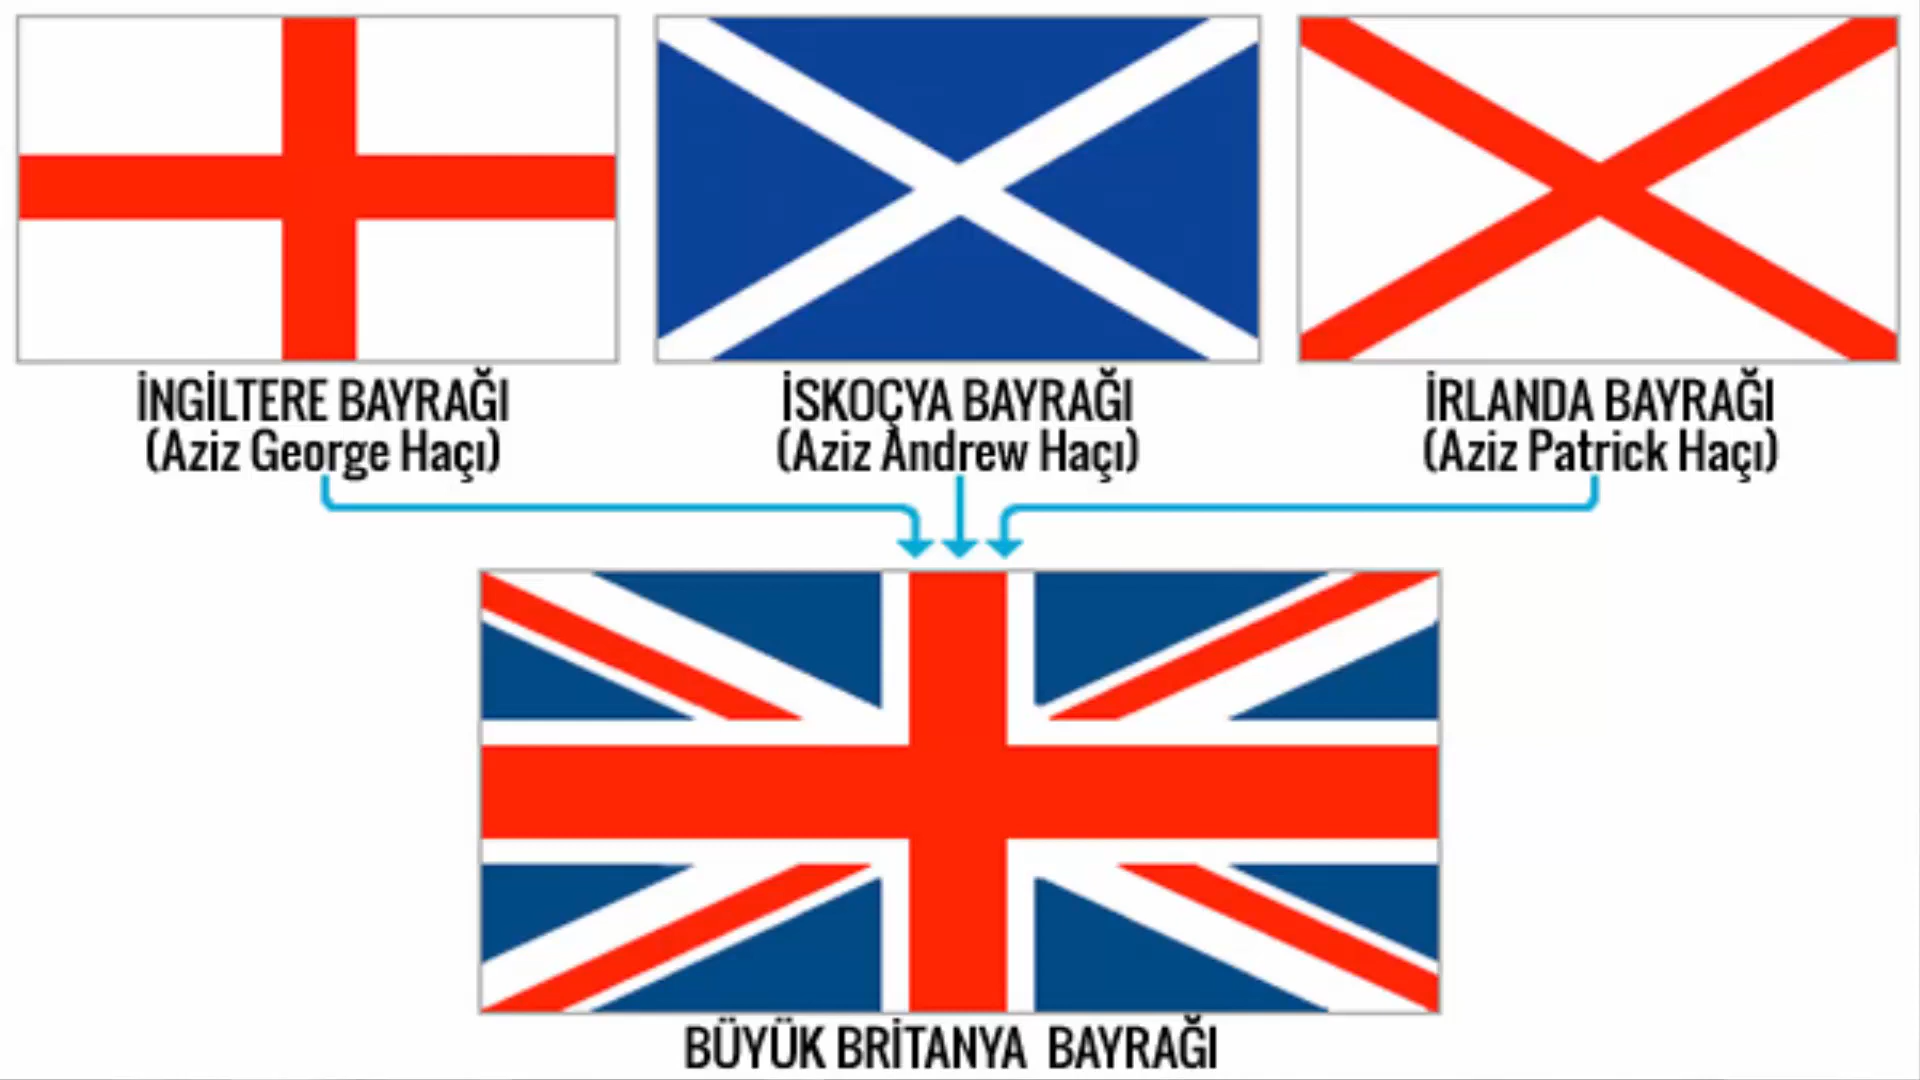 İNGİLTERE BAYRAĞI
(Aziz George Haçı)
İSKOÇYA BAYRAĞI
(Aziz Andrew Haçı)
İRLANDA BAYRAĞI
(Aziz Patrick Haçı)
BÜYÜK BRİTANYA BAYRAĞI